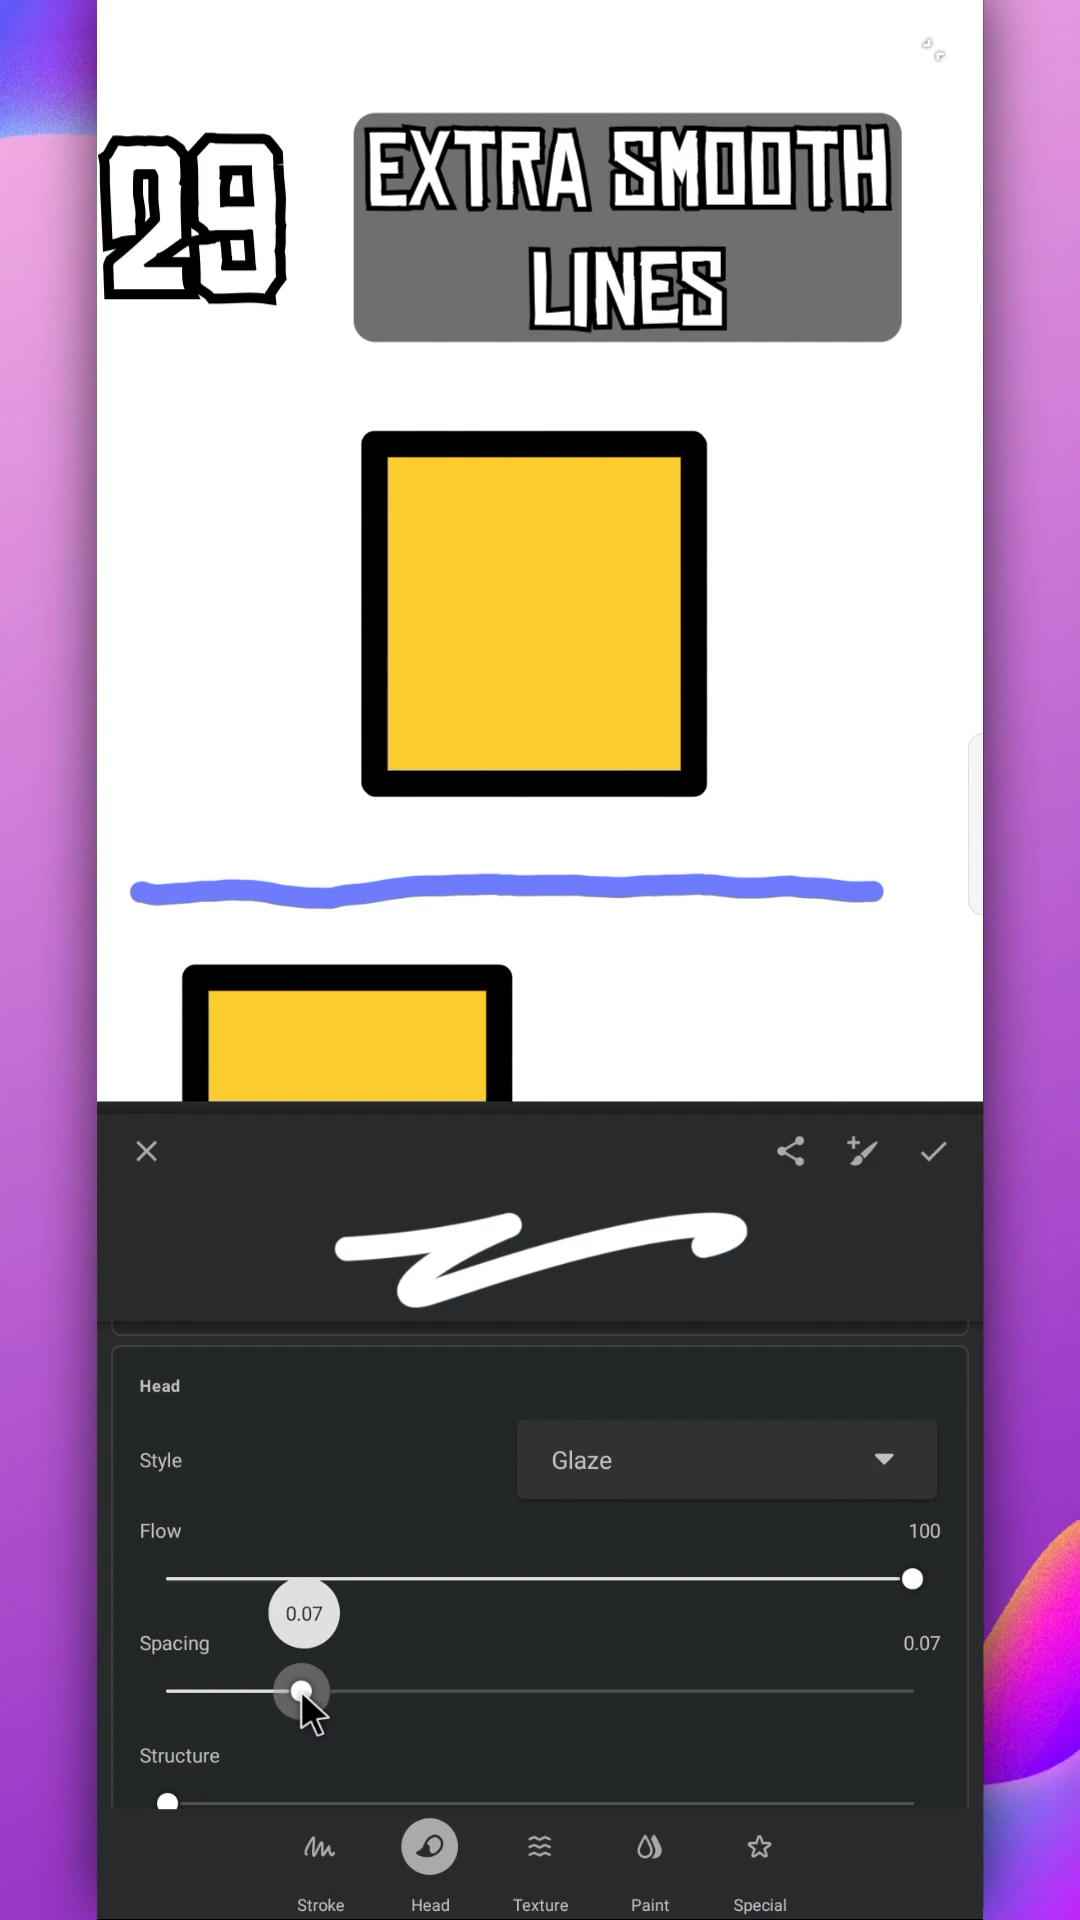 29
EXTRA SMOOTH
LINES
Head
Style
Glaze
Flow
100
0.07
Spacing
0.07
Structure
Stroke
Head
Texture
Paint
Special